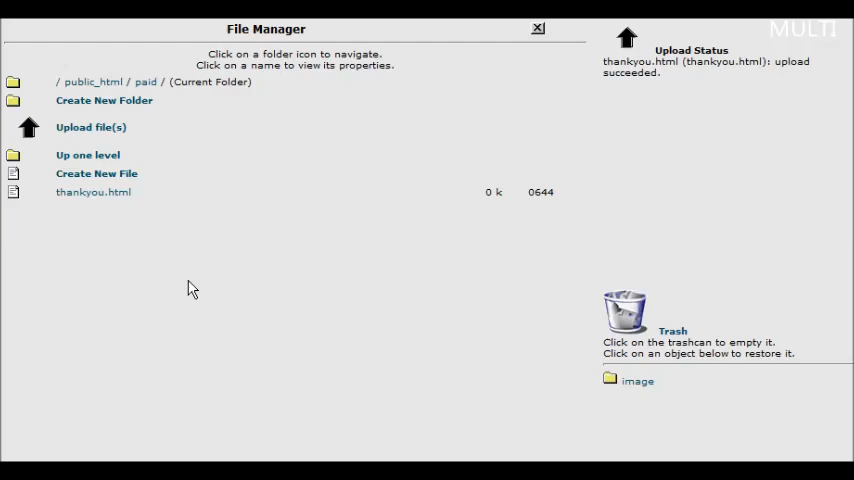 File Manager
Click on a folder icon to navigate.
Click on a name to view its properties.
/ public_html / paid / (Current Folder)
Create New Folder
Upload file(s)
Up one level
Create New File
thankyou.html 0 k 0644
MULTI
Upload Status
thankyou.html (thankyou.html): upload
succeeded.
Trash
Click on the trashcan to empty it.
Click on an object below to restore it.
image